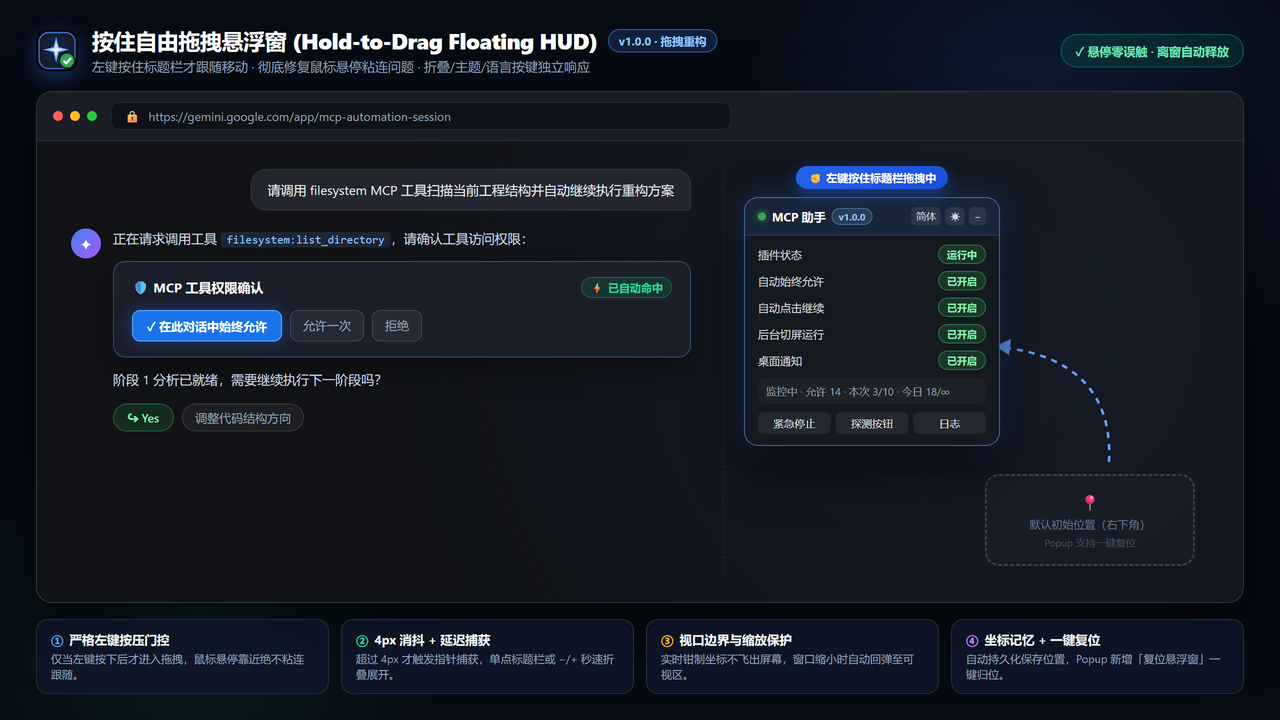 按住自由拖拽悬浮窗 (Hold-to-Drag Floating HUD)
v1.0.0 · 拖拽重构
左键按住标题栏才跟随移动 · 彻底修复鼠标悬停粘连问题 · 折叠/主题/语言按键独立响应
✓ 悬停零误触 · 离窗自动释放
https://gemini.google.com/app/mcp-automation-session
请调用 filesystem MCP 工具扫描当前工程结构并自动继续执行重构方案
正在请求调用工具 filesystem:list_directory ，请确认工具访问权限：
MCP 工具权限确认
已自动命中
✓ 在此对话中始终允许
允许一次
拒绝
阶段 1 分析已就绪，需要继续执行下一阶段吗？
↪ Yes
调整代码结构方向
左键按住标题栏拖拽中
MCP 助手
v1.0.0
简体
−
插件状态
运行中
自动始终允许
已开启
自动点击继续
已开启
后台切屏运行
已开启
桌面通知
已开启
监控中 · 允许 14 · 本次 3/10 · 今日 18/∞
紧急停止
探测按钮
日志
默认初始位置（右下角）
Popup 支持一键复位
① 严格左键按压门控
仅当左键按下后才进入拖拽，鼠标悬停靠近绝不粘连
跟随。
② 4px 消抖 + 延迟捕获
超过 4px 才触发指针捕获，单点标题栏或 −/+ 秒速折
叠展开。
③ 视口边界与缩放保护
实时钳制坐标不飞出屏幕，窗口缩小时自动回弹至可
视区。
④ 坐标记忆 + 一键复位
自动持久化保存位置，Popup 新增「复位悬浮窗」一
键归位。